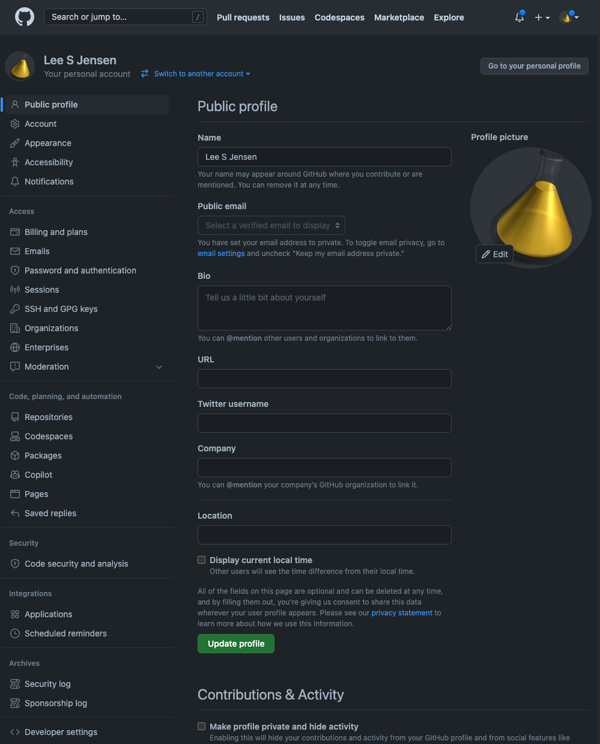 Search or jump to... /
Pull requests
Issues
Codespaces
Marketplace
Explore
Lee S Jensen
Your personal account
Switch to another account
Go to your personal profile
Public profile
Account
Appearance
Accessibility
Notifications
Access
Billing and plans
Emails
Password and authentication
Sessions
SSH and GPG keys
Organizations
Enterprises
Moderation
Code, planning, and automation
Repositories
Codespaces
Packages
Copilot
Pages
Saved replies
Security
Code security and analysis
Integrations
Applications
Scheduled reminders
Archives
Security log
Sponsorship log
Developer settings
Public profile
Name
Lee S Jensen
Your name may appear around GitHub where you contribute or are
mentioned. You can remove it at any time.
Public email
Select a verified email to display
You have set your email address to private. To toggle email privacy, go to
email settings and uncheck "Keep my email address private."
Bio
Tell us a little bit about yourself
You can @mention other users and organizations to link to them.
URL
Twitter username
Company
You can @mention your company's GitHub organization to link it.
Location
Display current local time
Other users will see the time difference from their local time.
All of the fields on this page are optional and can be deleted at any time,
and by filling them out, you're giving us consent to share this data
wherever your user profile appears. Please see our privacy statement to
learn more about how we use this information.
Update profile
Profile picture
Edit
Contributions & Activity
Make profile private and hide activity
Enabling this will hide your contributions and activity from your GitHub profile and from social features like